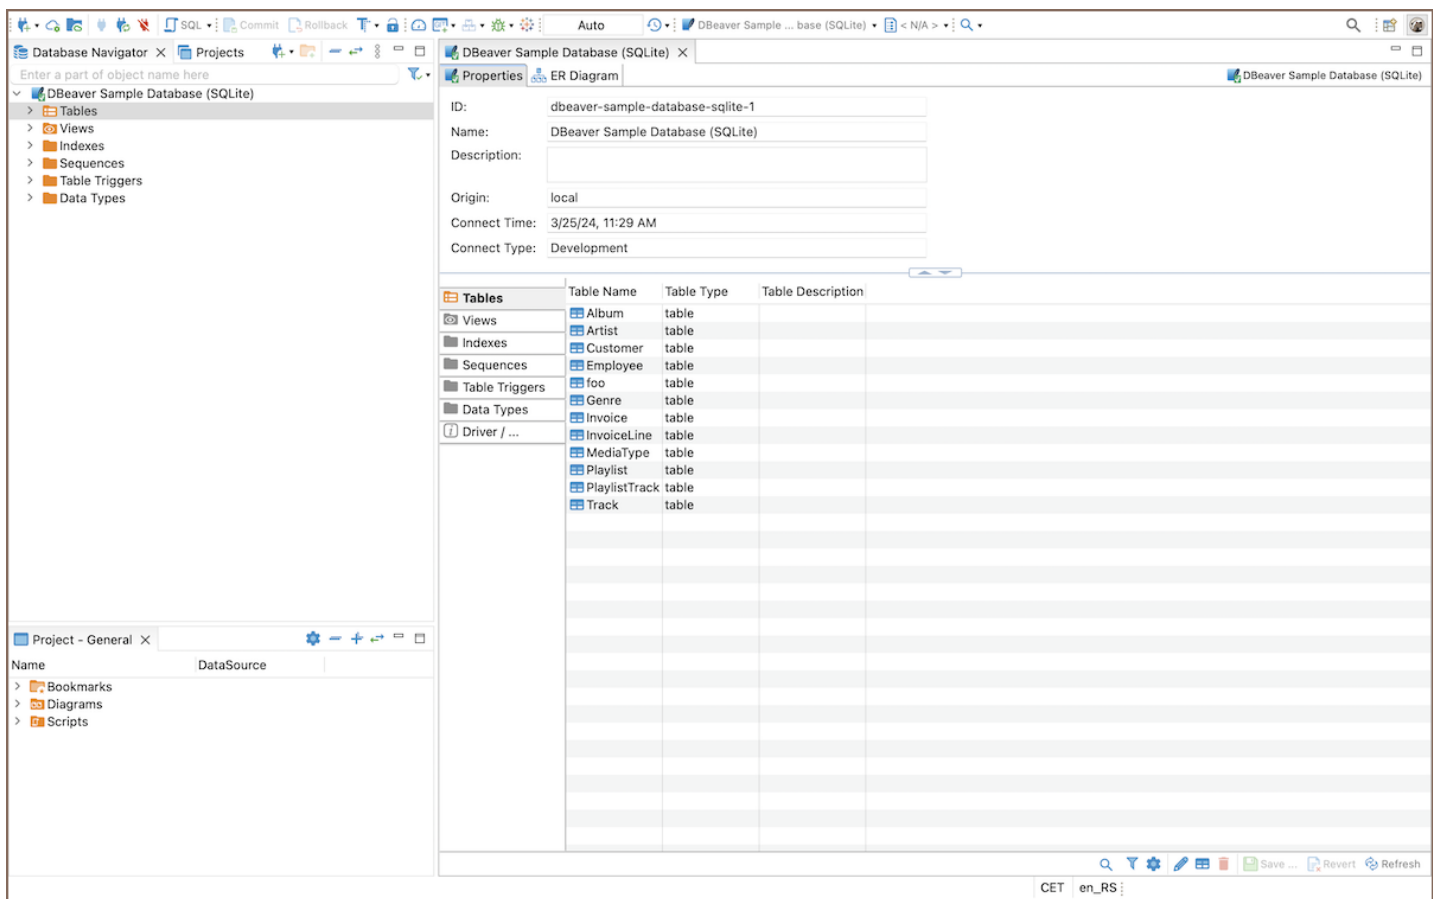 SQL Commit Rollback T Auto DBeaver Sample ... base (SQLite) < N/A >
Database Navigator Projects
Enter a part of object name here
DBeaver Sample Database (SQLite)
Tables
Views
Indexes
Sequences
Table Triggers
Data Types
DBeaver Sample Database (SQLite)
Properties ER Diagram DBeaver Sample Database (SQLite)
ID: dbeaver-sample-database-sqlite-1
Name: DBeaver Sample Database (SQLite)
Description:
Origin: local
Connect Time: 3/25/24, 11:29 AM
Connect Type: Development
Tables
Views
Indexes
Sequences
Table Triggers
Data Types
Driver / ...
Table Name Table Type Table Description
Album table
Artist table
Customer table
Employee table
foo table
Genre table
Invoice table
InvoiceLine table
MediaType table
Playlist table
PlaylistTrack table
Track table
Project - General
Name DataSource
Bookmarks
Diagrams
Scripts
Save ... Revert Refresh
CET en_RS